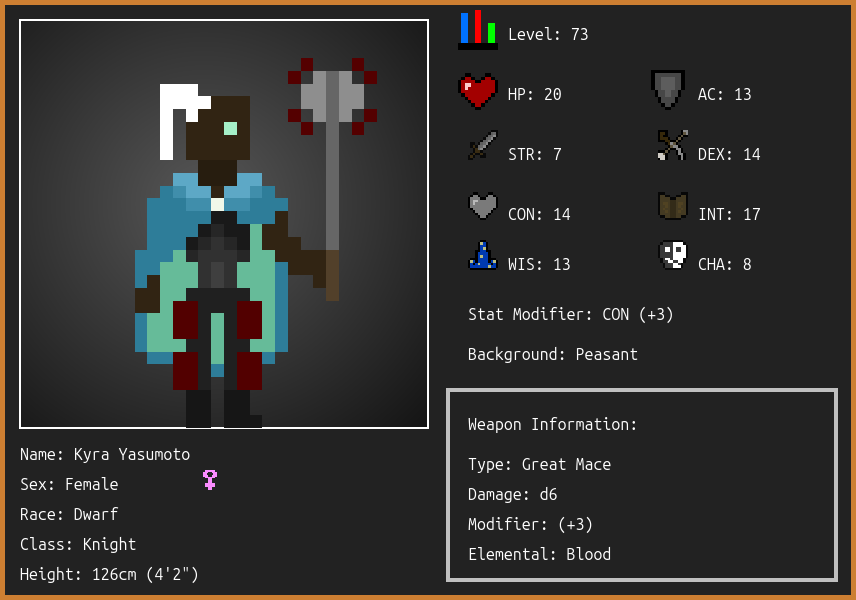 Level: 73
HP: 20
AC: 13
STR: 7
DEX: 14
CON: 14
INT: 17
WIS: 13
CHA: 8
Stat Modifier: CON (+3)
Background: Peasant
Weapon Information:
Type: Great Mace
Damage: d6
Modifier: (+3)
Elemental: Blood
Name: Kyra Yasumoto
Sex: Female
Race: Dwarf
Class: Knight
Height: 126cm (4'2")